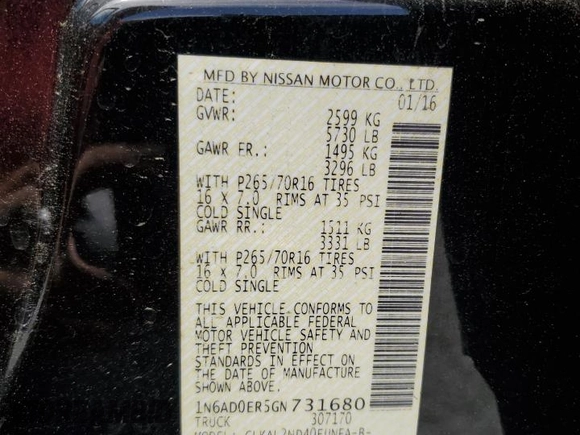 MFD BY NISSAN MOTOR CO., LTD.
DATE: 01/16
GVWR: 2599 KG
5730 LB
GAWR FR.: 1495 KG
3296 LB
WITH P265/70R16 TIRES
16 X 7.0 RIMS AT 35 PSI
COLD SINGLE
GAWR RR.: 1511 KG
3331 LB
WITH P265/70R16 TIRES
16 X 7.0 RIMS AT 35 PSI
COLD SINGLE
THIS VEHICLE CONFORMS TO
ALL APPLICABLE FEDERAL
MOTOR VEHICLE SAFETY AND
THEFT PREVENTION
STANDARDS IN EFFECT ON
THE DATE OF MANUFACTURE
SHOWN ABOVE.
1N6AD0ER5GN731680
TRUCK 307170